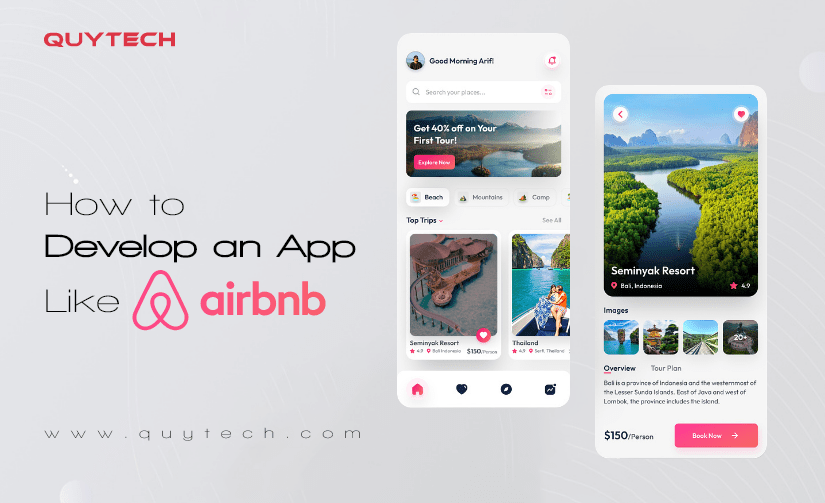 QUYTECH
How to
Develop an App
Like airbnb
www.quytech.com
Good Morning Arif!
Search your places...
Get 40% off on Your
First Tour!
Explore Now
Beach Mountains Camp
Top Trips See All
Seminyak Resort
4.9 Bali Indonesia $150/Person
Thailand
4.9 Serfi, Thailand
Seminyak Resort
Bali, Indonesia 4.9
Images
20+
Overview Tour Plan
Bali is a province of Indonesia and the westernmost of
the Lesser Sunda Islands. East of Java and west of
Lombok, the province includes the island.
$150/Person Book Now